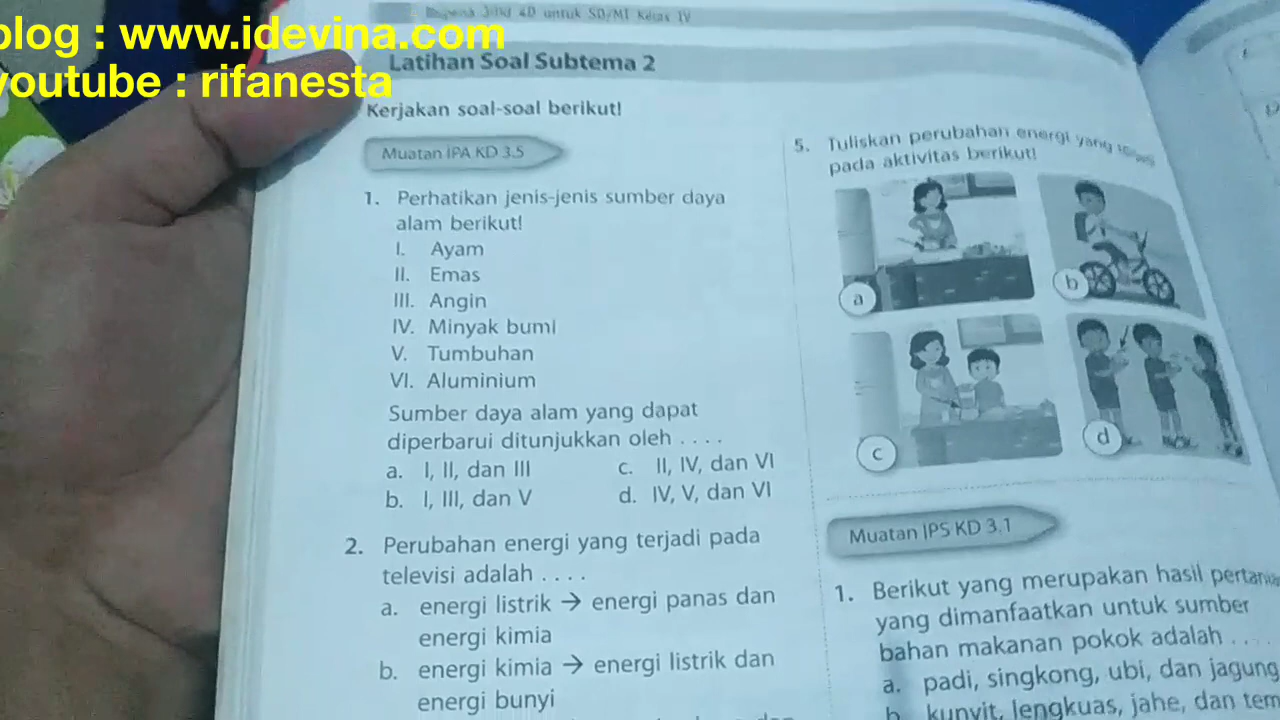 blog : www.idevina.com
youtube : rifanesta
4D untuk SD/MI Kelas IV
Latihan Soal Subtema 2
Kerjakan soal-soal berikut!
Muatan IPA KD 3.5
1. Perhatikan jenis-jenis sumber daya
alam berikut!
I. Ayam
II. Emas
III. Angin
IV. Minyak bumi
V. Tumbuhan
VI. Aluminium
Sumber daya alam yang dapat
diperbarui ditunjukkan oleh . . . .
a. I, II, dan III
c. II, IV, dan VI
b. I, III, dan V
d. IV, V, dan VI
2. Perubahan energi yang terjadi pada
televisi adalah . . . .
a. energi listrik → energi panas dan
energi kimia
b. energi kimia → energi listrik dan
energi bunyi
5. Tuliskan perubahan energi yang
pada aktivitas berikut!
a
b
c
d
Muatan IPS KD 3.1
1. Berikut yang merupakan hasil
yang dimanfaatkan untuk sumber
bahan makanan pokok adalah . . .
a. padi, singkong, ubi, dan jagung
b. kunyit, lengkuas, jahe, dan